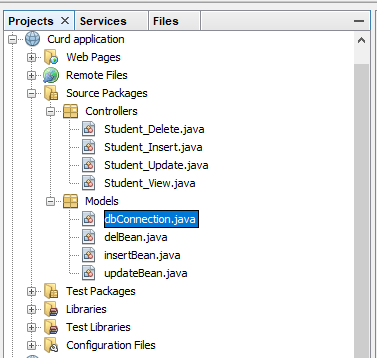 Projects Services Files
Curd application
Web Pages
Remote Files
Source Packages
Controllers
Student_Delete.java
Student_Insert.java
Student_Update.java
Student_View.java
Models
dbConnection.java
delBean.java
insertBean.java
updateBean.java
Test Packages
Libraries
Test Libraries
Configuration Files